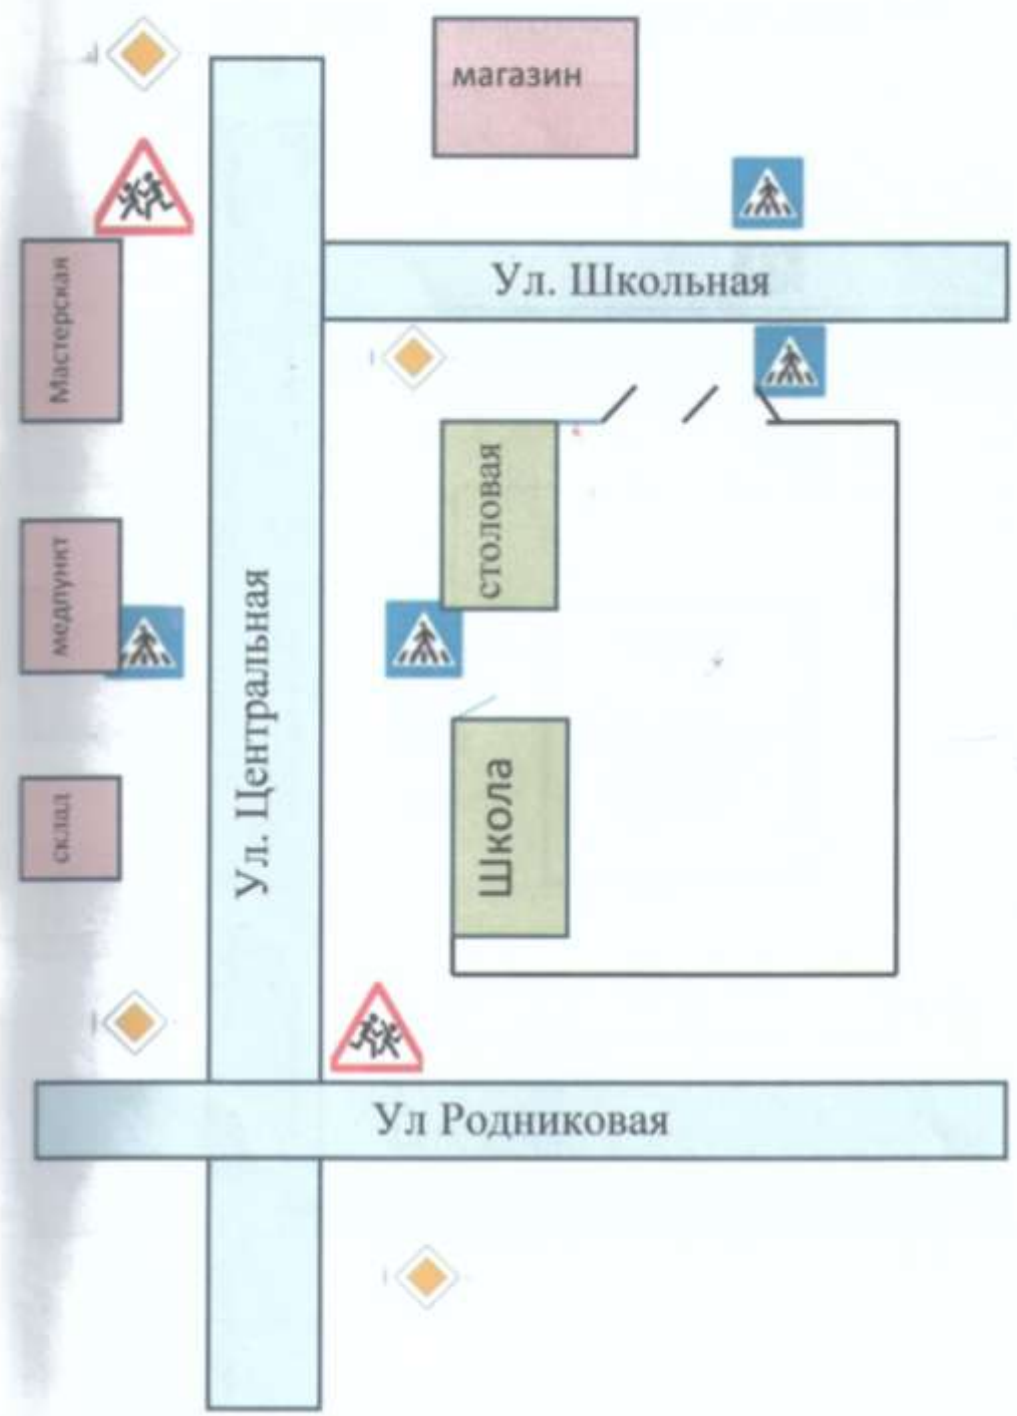 магазин
Ул. Школьная
Мастерская
столовая
медпункт
Ул. Центральная
Школа
склад
Ул Родниковая